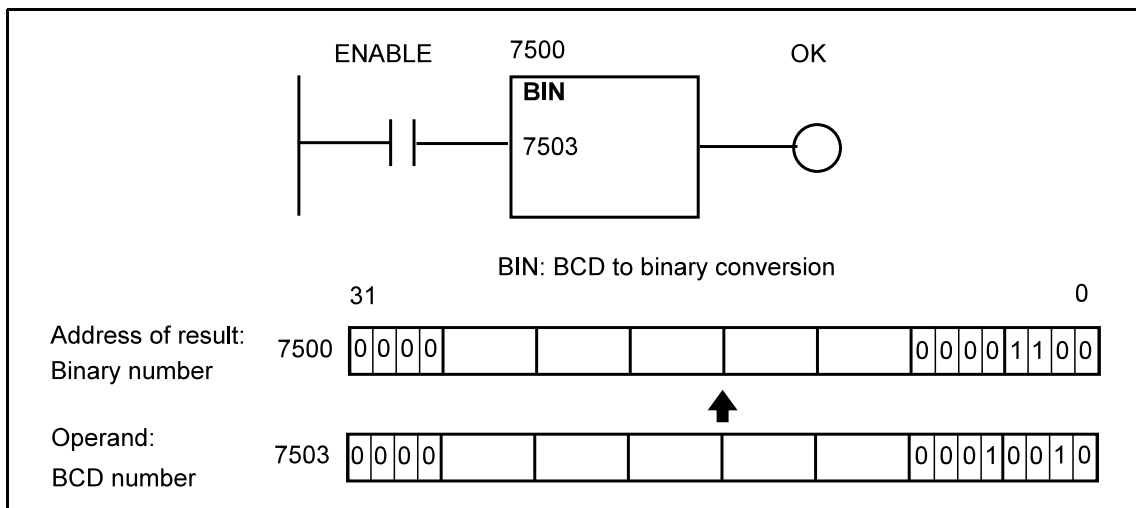 ENABLE 7500 OK
BIN
7503
BIN: BCD to binary conversion
31 0
Address of result:
7500 0 0 0 0 0 0 0 0 1 1 0 0
Binary number
Operand:
7503 0 0 0 0 0 0 0 1 0 0 1 0
BCD number